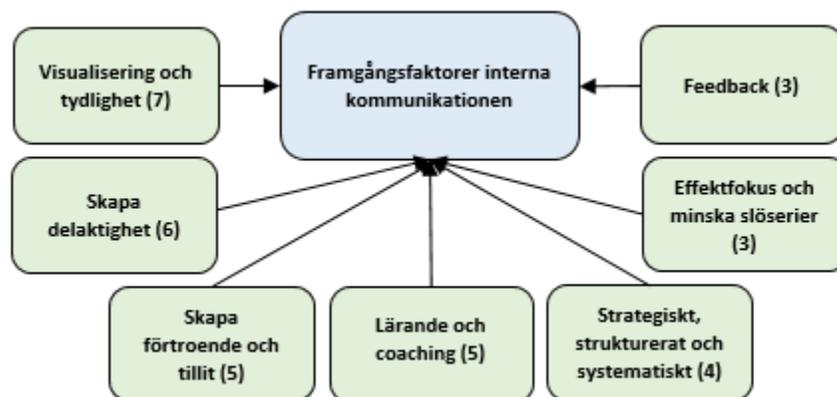 Visualisering och
tydlighet (7)
Framgångsfaktorer interna
kommunikationen
Feedback (3)
Skapa
delaktighet (6)
Effektfokus och
minska slöserier
(3)
Skapa
förtroende och
tillit (5)
Lärande och
coaching (5)
Strategiskt,
strukturerat och
systematiskt (4)